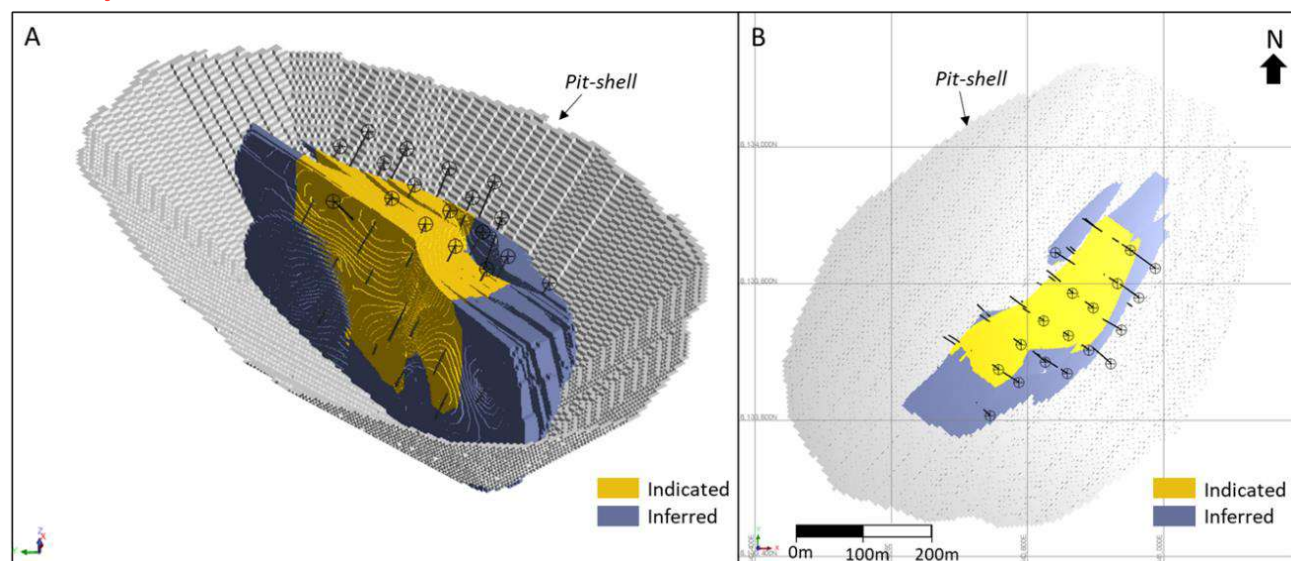 A
Pit-shell
Indicated
Inferred
B
N
Pit-shell
Indicated
Inferred
0m 100m 200m